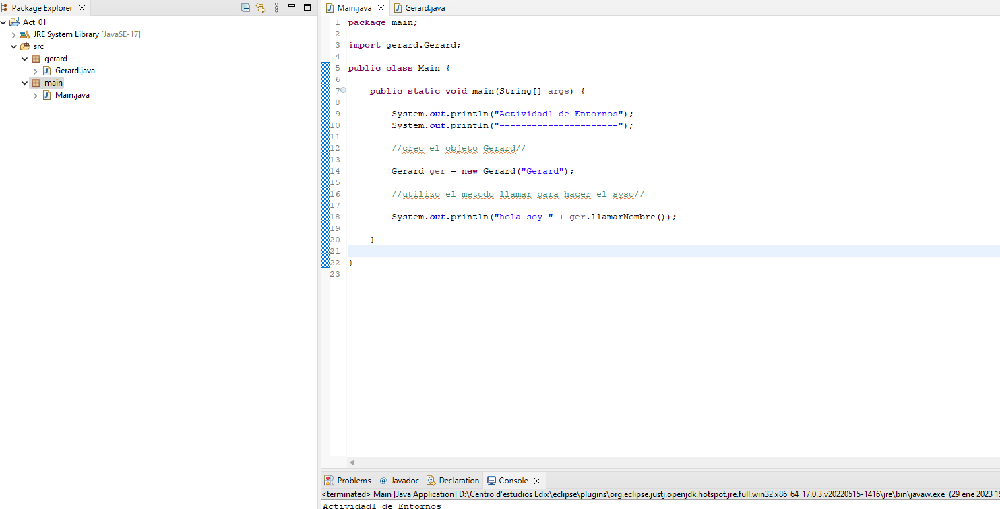 Package Explorer
Act_01
JRE System Library [JavaSE-17]
src
gerard
Gerard.java
main
Main.java
Main.java
Gerard.java
1 package main;
2
3 import gerard.Gerard;
4
5 public class Main {
6
7 public static void main(String[] args) {
8
9 System.out.println("Actividad1 de Entornos");
10 System.out.println("----------------------");
11
12 //creo el objeto Gerard//
13
14 Gerard ger = new Gerard("Gerard");
15
16 //utilizo el metodo llamar para hacer el syso//
17
18 System.out.println("hola soy " + ger.llamarNombre());
19
20 }
21
22 }
23
Problems @ Javadoc Declaration Console
<terminated> Main [Java Application] D:\Centro d'estudios Edix\eclipse\plugins\org.eclipse.justj.openjdk.hotspot.jre.full.win32.x86_64_17.0.3.v20220515-1416\jre\bin\javaw.exe (29 ene 2023
Actividad1 de Entornos